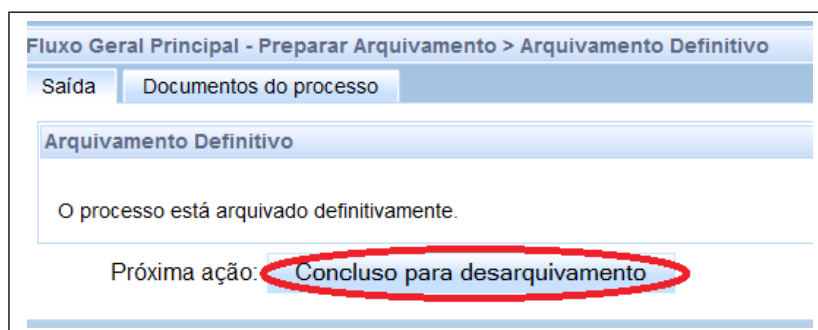 Fluxo Geral Principal - Preparar Arquivamento > Arquivamento Definitivo
Saída Documentos do processo
Arquivamento Definitivo
O processo está arquivado definitivamente.
Próxima ação: Concluso para desarquivamento